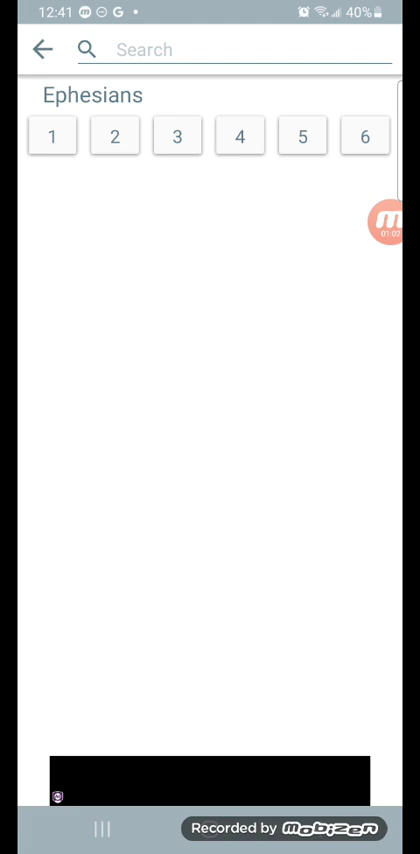 12:41 G 40%
Search
Ephesians
1 2 3 4 5 6
01:02
Recorded by mobizen